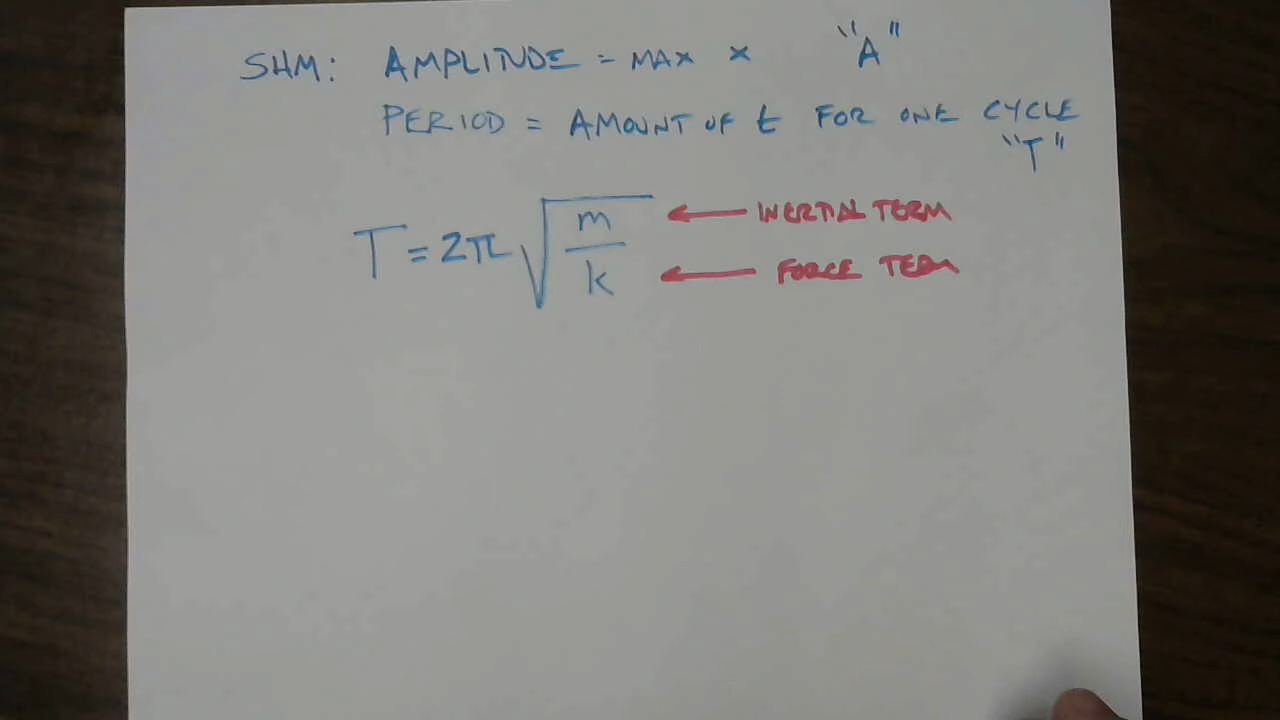 SHM: AMPLITUDE = MAX x "A"
PERIOD = AMOUNT OF t FOR ONE CYCLE
"T"
T = 2π √(m/k)
← INERTIAL TERM
← FORCE TERM